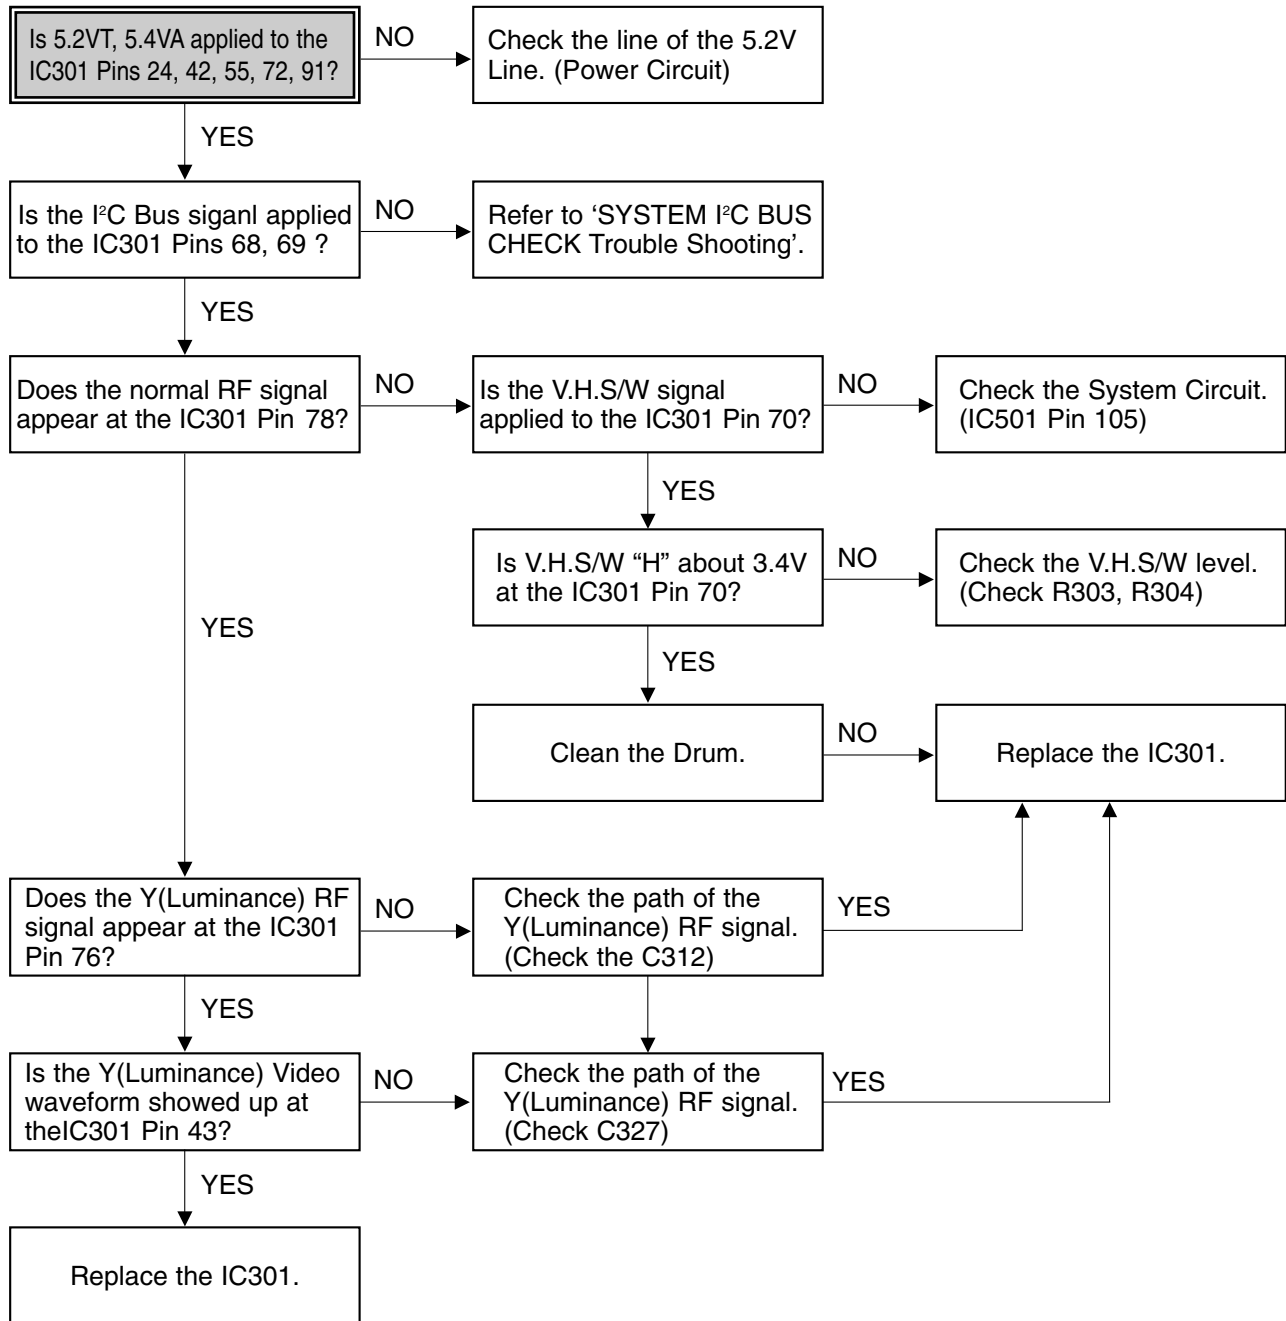 Is 5.2VT, 5.4VA applied to the
IC301 Pins 24, 42, 55, 72, 91?
NO
Check the line of the 5.2V
Line. (Power Circuit)
YES
Is the I²C Bus siganl applied
to the IC301 Pins 68, 69 ?
NO
Refer to ‘SYSTEM I²C BUS
CHECK Trouble Shooting’.
YES
Does the normal RF signal
appear at the IC301 Pin 78?
NO
Is the V.H.S/W signal
applied to the IC301 Pin 70?
NO
Check the System Circuit.
(IC501 Pin 105)
YES
Is V.H.S/W “H” about 3.4V
at the IC301 Pin 70?
NO
Check the V.H.S/W level.
(Check R303, R304)
YES
YES
Clean the Drum.
NO
Replace the IC301.
Does the Y(Luminance) RF
signal appear at the IC301
Pin 76?
NO
Check the path of the
Y(Luminance) RF signal.
(Check the C312)
YES
YES
Is the Y(Luminance) Video
waveform showed up at
theIC301 Pin 43?
NO
Check the path of the
Y(Luminance) RF signal.
(Check C327)
YES
YES
Replace the IC301.